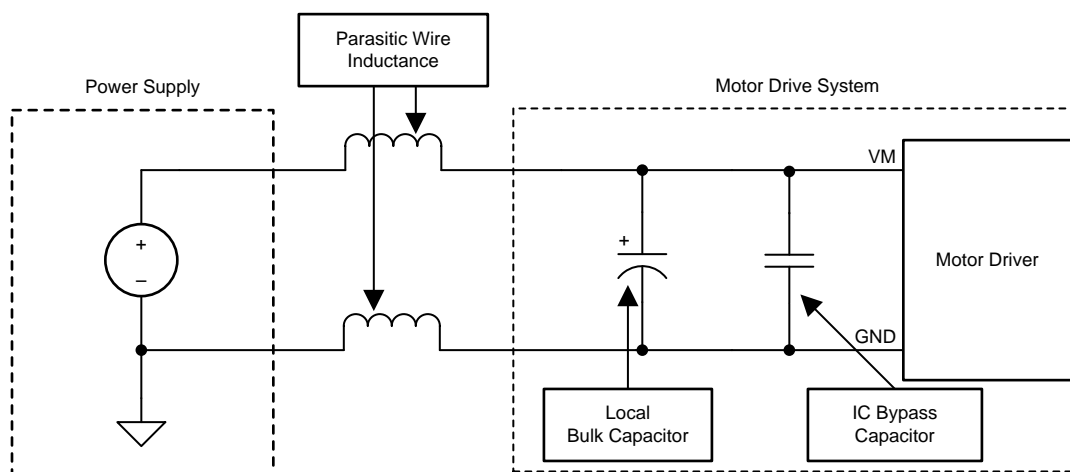 Parasitic Wire
Inductance
Power Supply
Motor Drive System
VM
+
–
+
Motor Driver
GND
Local
Bulk Capacitor
IC Bypass
Capacitor